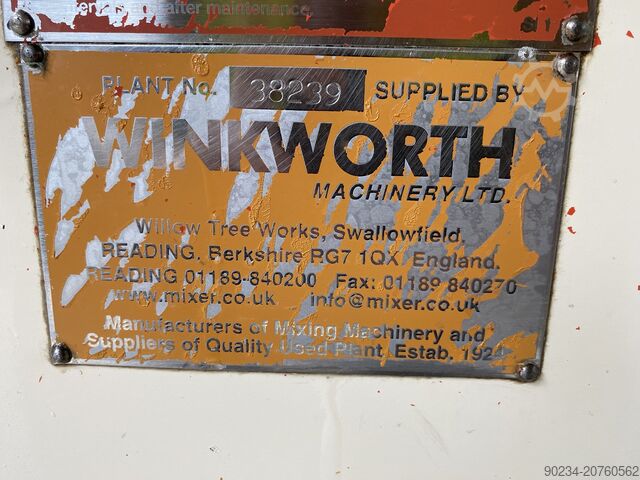 after maintenance.
PLANT No. 38239 SUPPLIED BY
WINKWORTH
MACHINERY LTD.
Willow Tree Works, Swallowfield,
READING, Berkshire RG7 1QX. England.
READING 01189-840200 Fax: 01189 840270
www.mixer.co.uk info@mixer.co.uk
Manufacturers of Mixing Machinery and
Suppliers of Quality Used Plant, Estab. 1924
90234-20760562